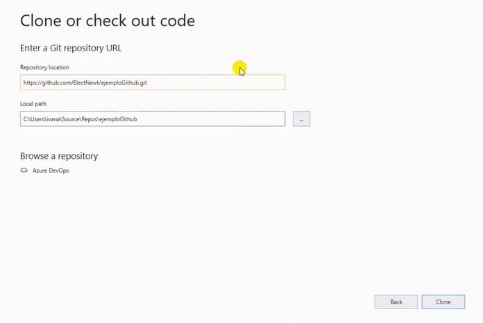 Clone or check out code
Enter a Git repository URL
Repository location
https://github.com/ElectNewt/ejemploGithub.git
Local path
C:\Users\ivana\Source\Repos\ejemploGithub
...
Browse a repository
Azure DevOps
Back
Clone